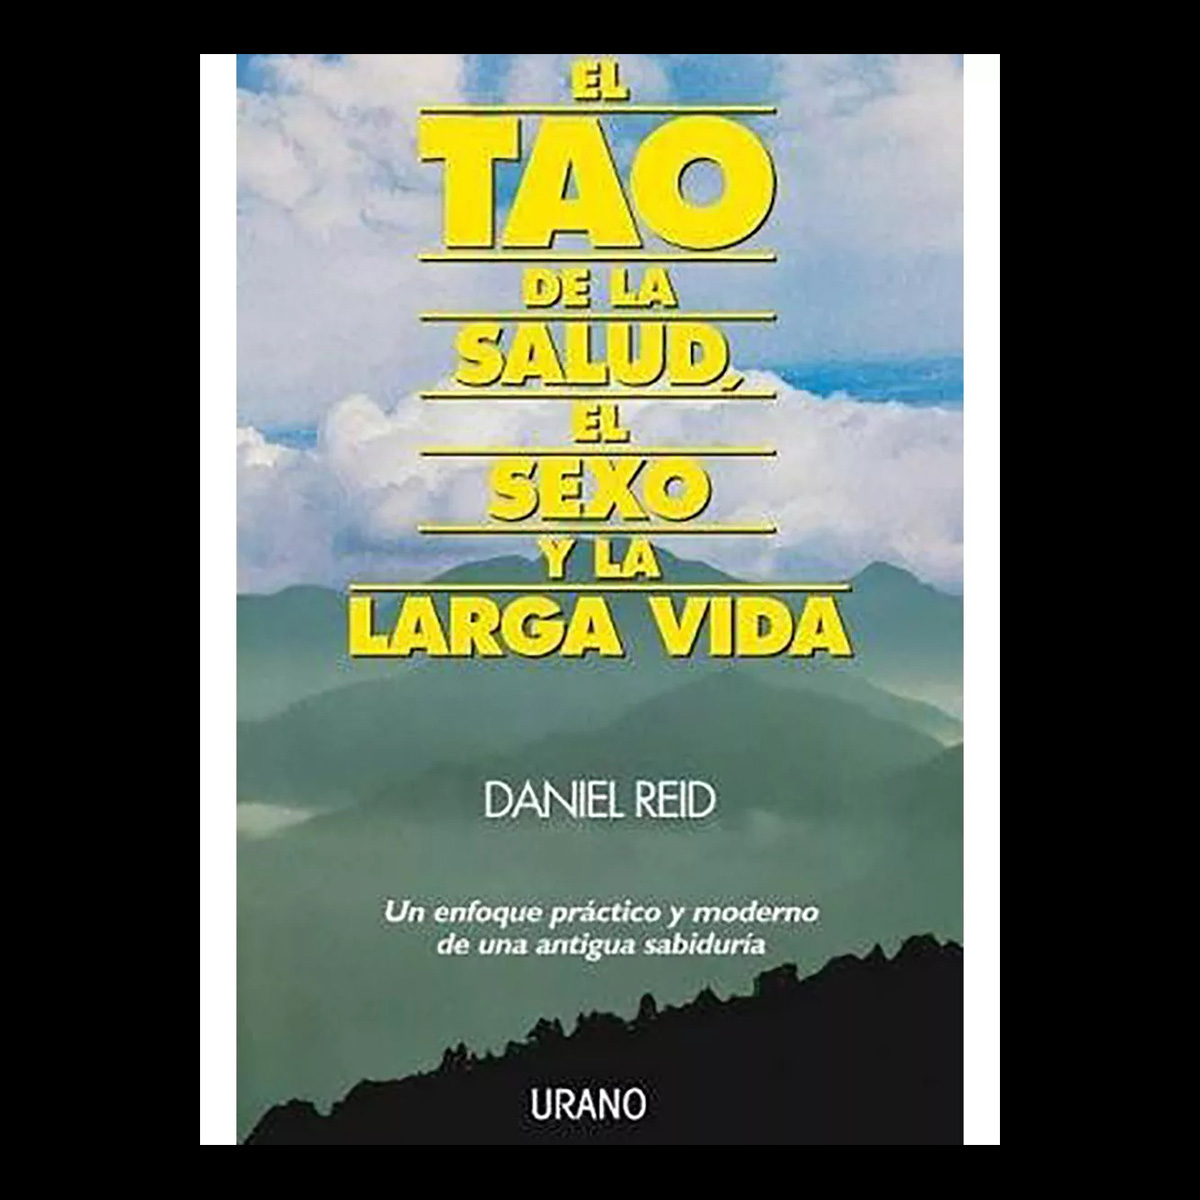 EL
TAO
DE LA
SALUD,
EL
SEXO
Y LA
LARGA VIDA
DANIEL REID
Un enfoque práctico y moderno
de una antigua sabiduría
URANO